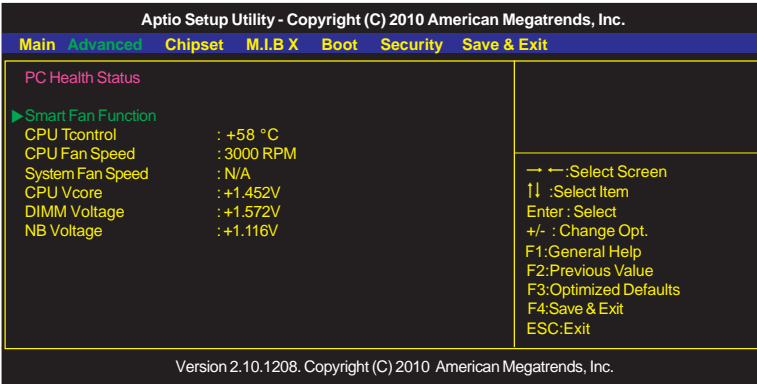 Aptio Setup Utility - Copyright (C) 2010 American Megatrends, Inc.
Main Advanced Chipset M.I.B X Boot Security Save & Exit
PC Health Status
▶Smart Fan Function
CPU Tcontrol : +58 °C
CPU Fan Speed : 3000 RPM
System Fan Speed : N/A
CPU Vcore : +1.452V
DIMM Voltage : +1.572V
NB Voltage : +1.116V
→ ←:Select Screen
↑↓ :Select Item
Enter : Select
+/- : Change Opt.
F1:General Help
F2:Previous Value
F3:Optimized Defaults
F4:Save & Exit
ESC:Exit
Version 2.10.1208. Copyright (C) 2010 American Megatrends, Inc.